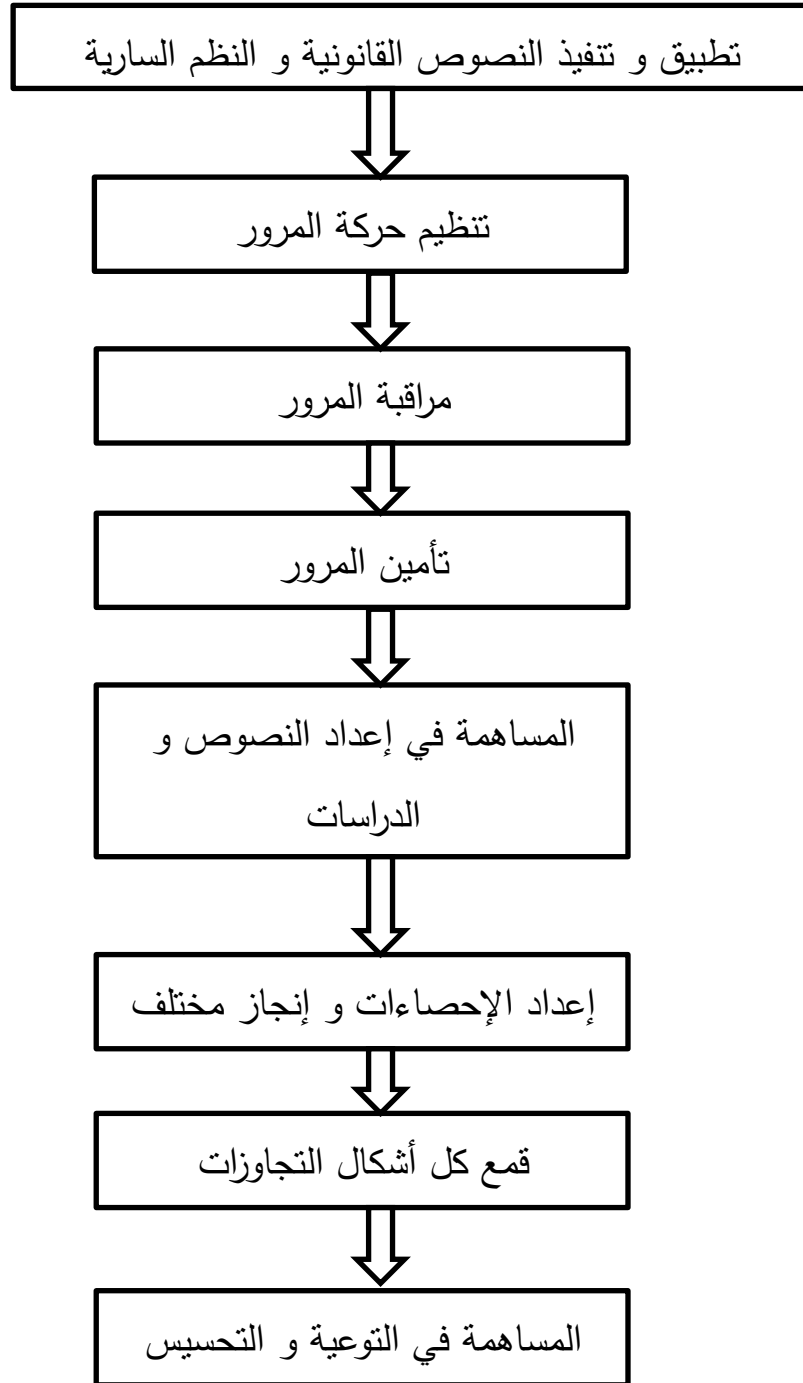 تطبيق و تنفيذ النصوص القانونية و النظم السارية
تنظيم حركة المرور
مراقبة المرور
تأمين المرور
المساهمة في إعداد النصوص و
الدراسات
إعداد الإحصاءات و إنجاز مختلف
قمع كل أشكال التجاوزات
المساهمة في التوعية و التحسيس